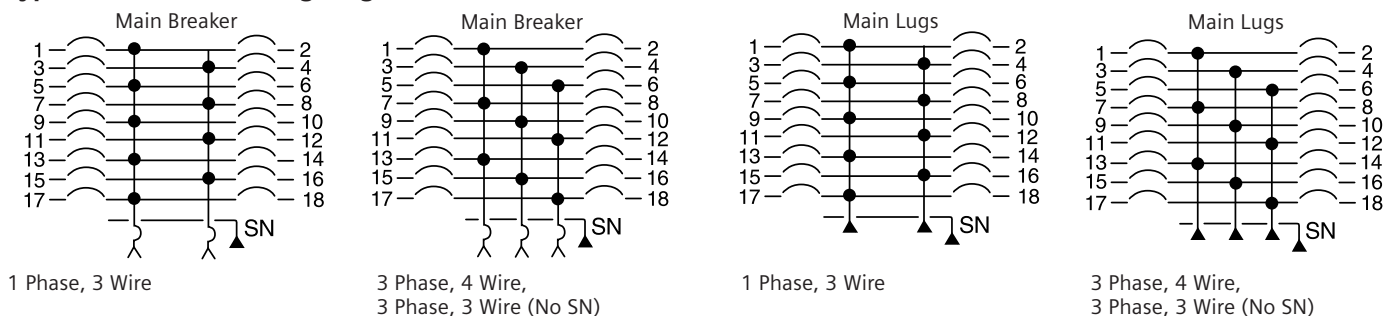 Main Breaker Main Breaker Main Lugs Main Lugs
1 2 1 2 1 2 1 2
3 4 3 4 3 4 3 4
5 6 5 6 5 6 5 6
7 8 7 8 7 8 7 8
9 10 9 10 9 10 9 10
11 12 11 12 11 12 11 12
13 14 13 14 13 14 13 14
15 16 15 16 15 16 15 16
17 18 17 18 17 18 17 18
SN SN SN SN
1 Phase, 3 Wire 3 Phase, 4 Wire, 1 Phase, 3 Wire 3 Phase, 4 Wire,
3 Phase, 3 Wire (No SN) 3 Phase, 3 Wire (No SN)